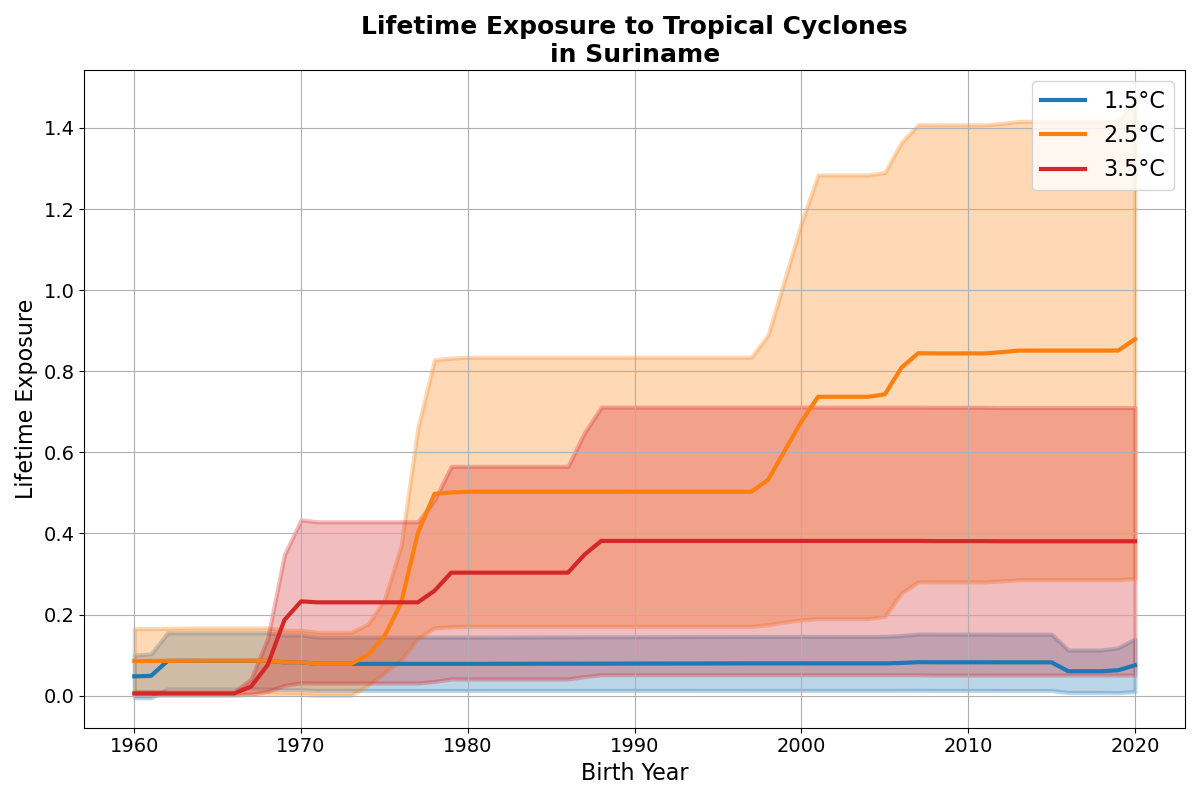 Lifetime Exposure to Tropical Cyclones
in Suriname
1.5°C
2.5°C
3.5°C
Lifetime Exposure
1.4
1.2
1.0
0.8
0.6
0.4
0.2
0.0
1960 1970 1980 1990 2000 2010 2020
Birth Year